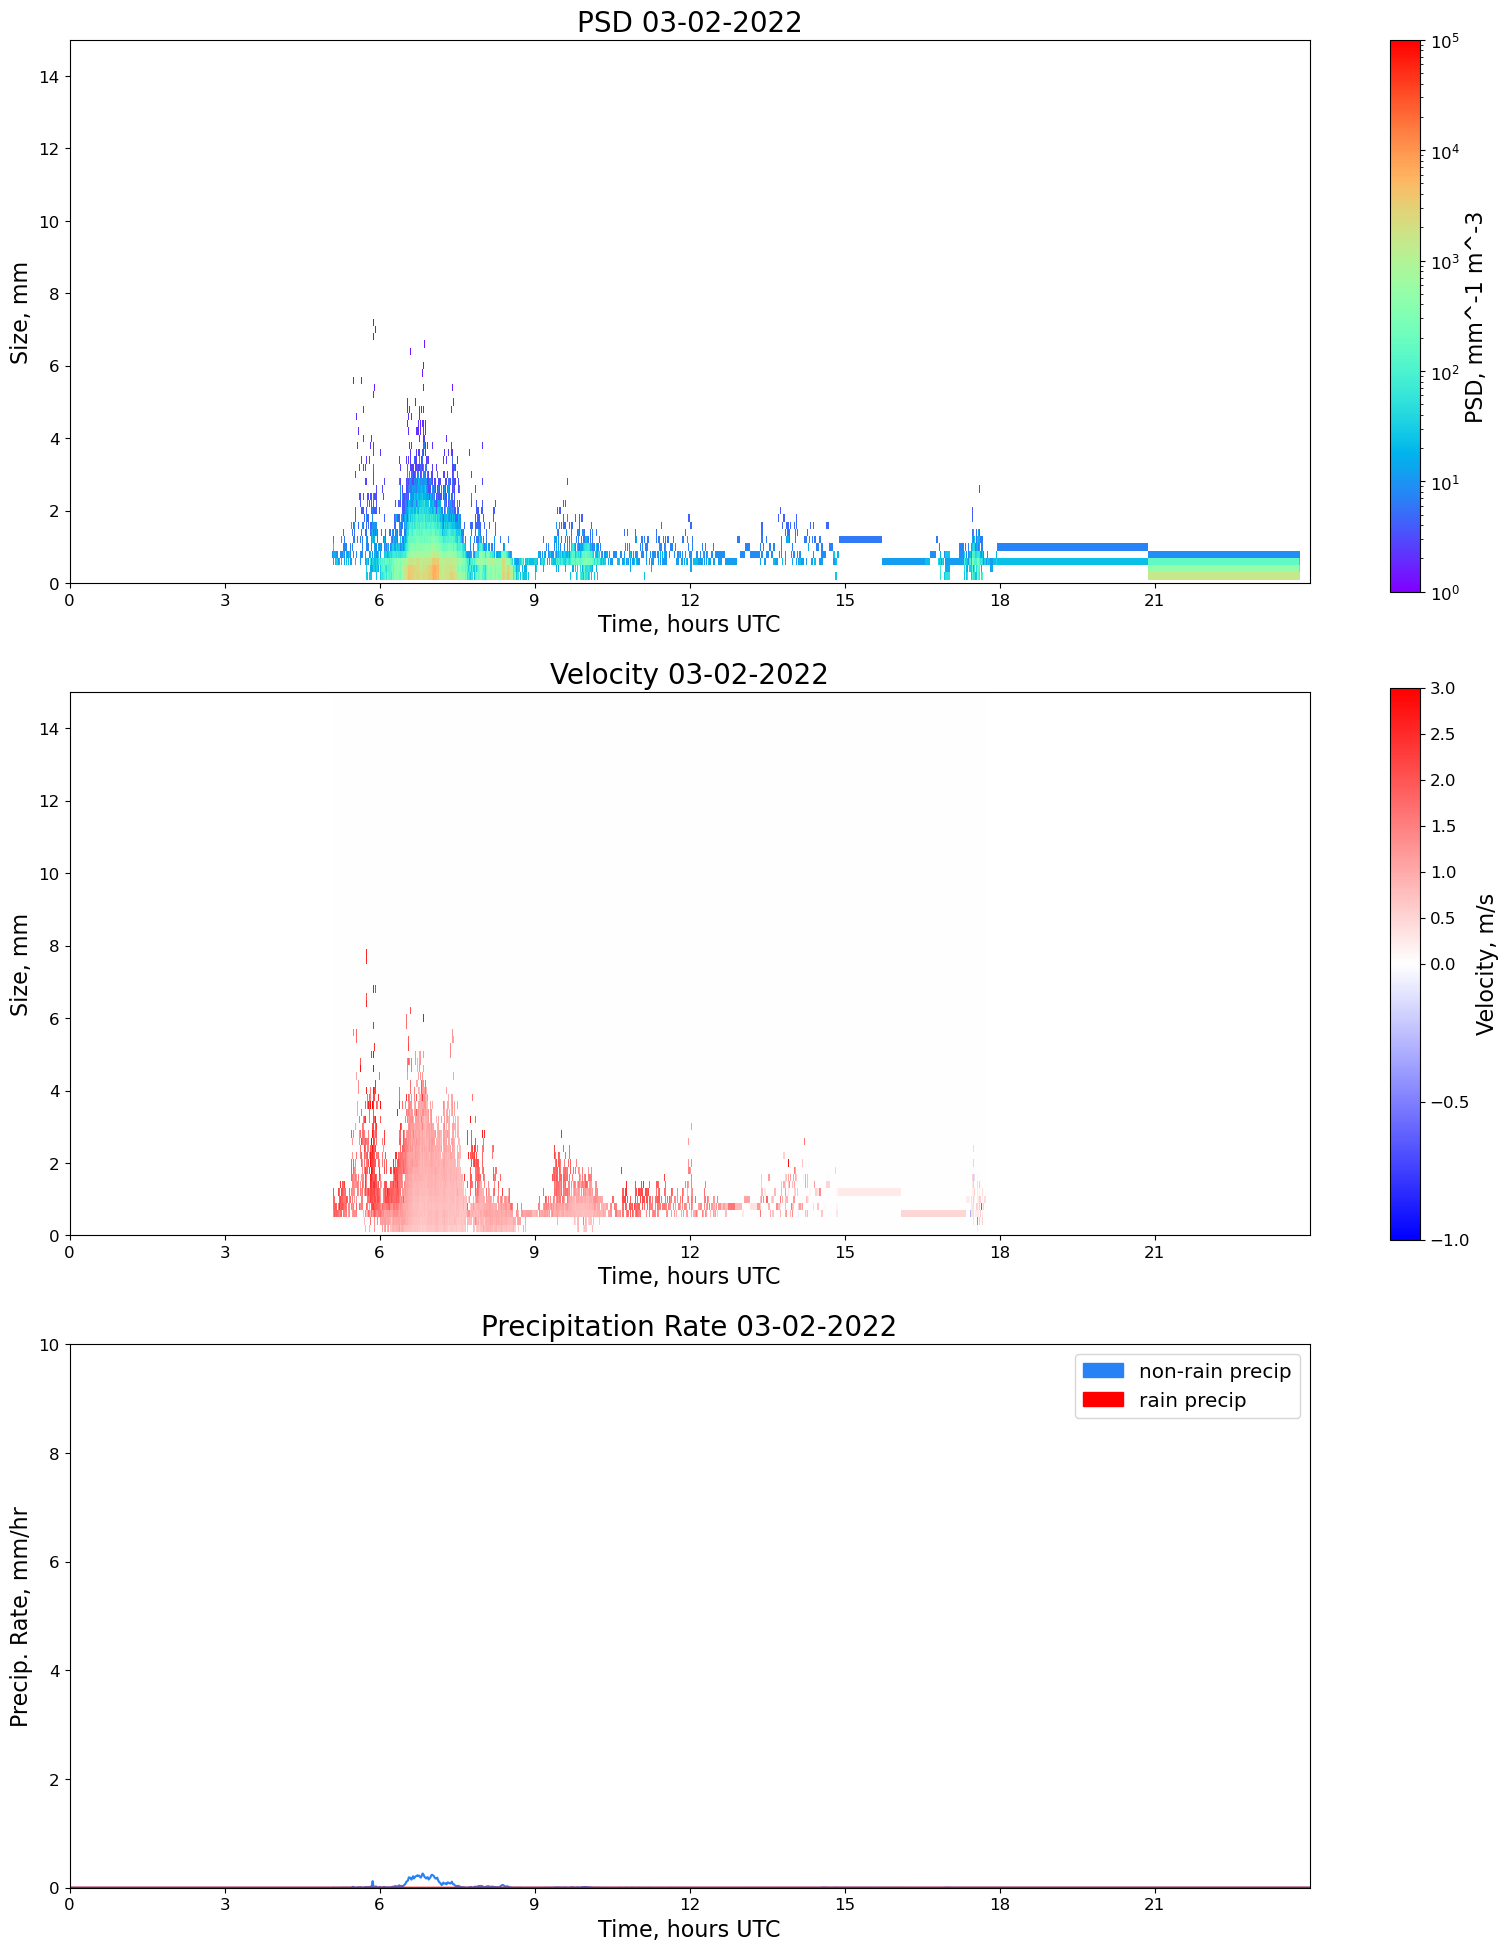 PSD 03-02-2022
14
12
10
8
6
4
2
0
Size, mm
0 3 6 9 12 15 18 21
Time, hours UTC
10^5
10^4
10^3
10^2
10^1
10^0
PSD, mm^-1 m^-3
Velocity 03-02-2022
14
12
10
8
6
4
2
0
Size, mm
0 3 6 9 12 15 18 21
Time, hours UTC
3.0
2.5
2.0
1.5
1.0
0.5
0.0
−0.5
−1.0
Velocity, m/s
Precipitation Rate 03-02-2022
10
8
6
4
2
0
Precip. Rate, mm/hr
non-rain precip
rain precip
0 3 6 9 12 15 18 21
Time, hours UTC